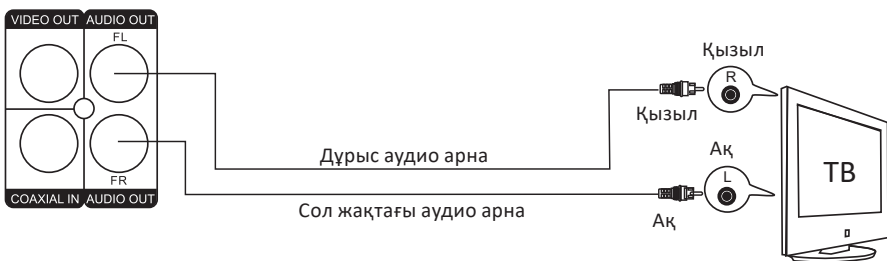 VIDEO OUT AUDIO OUT
FL
FR
COAXIAL IN AUDIO OUT
Дұрыс аудио арна
Сол жақтағы аудио арна
Қызыл
R
Қызыл
Ақ
L
Ақ
ТВ